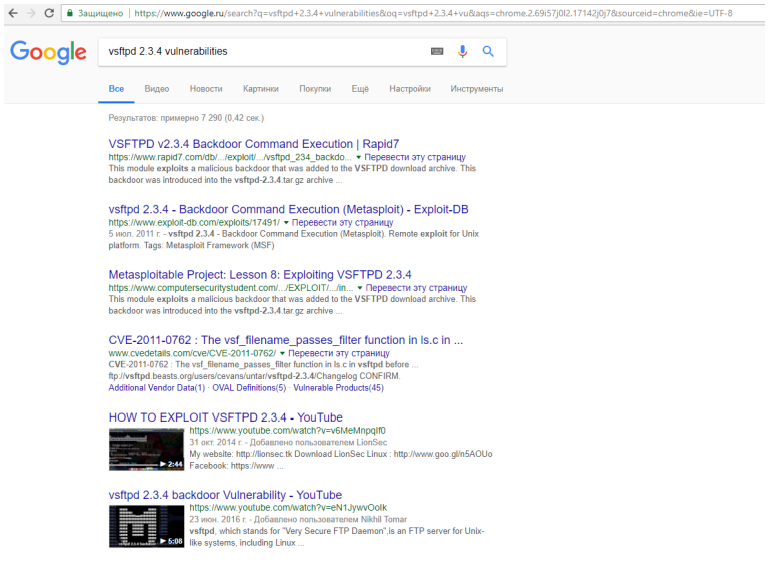 Защищено | https://www.google.ru/search?q=vsftpd+2.3.4+vulnerabilities&oq=vsftpd+2.3.4+vu&aqs=chrome.2.69i57j0l2.17142j0j7&sourceid=chrome&ie=UTF-8
Google
vsftpd 2.3.4 vulnerabilities
Все Видео Новости Картинки Покупки Ещё Настройки Инструменты
Результатов: примерно 7 290 (0,42 сек.)
VSFTPD v2.3.4 Backdoor Command Execution | Rapid7
https://www.rapid7.com/db/.../exploit/.../vsftpd_234_backdo... ▼ Перевести эту страницу
This module exploits a malicious backdoor that was added to the VSFTPD download archive. This
backdoor was introduced into the vsftpd-2.3.4.tar.gz archive ...
vsftpd 2.3.4 - Backdoor Command Execution (Metasploit) - Exploit-DB
https://www.exploit-db.com/exploits/17491/ ▼ Перевести эту страницу
5 июл. 2011 г. - vsftpd 2.3.4 - Backdoor Command Execution (Metasploit). Remote exploit for Unix
platform. Tags: Metasploit Framework (MSF)
Metasploitable Project: Lesson 8: Exploiting VSFTPD 2.3.4
https://www.computersecuritystudent.com/.../EXPLOIT/.../in... ▼ Перевести эту страницу
This module exploits a malicious backdoor that was added to the VSFTPD download archive. This
backdoor was introduced into the vsftpd-2.3.4.tar.gz archive ...
CVE-2011-0762 : The vsf_filename_passes_filter function in ls.c in ...
www.cvedetails.com/cve/CVE-2011-0762/ ▼ Перевести эту страницу
CVE-2011-0762 : The vsf_filename_passes_filter function in ls.c in vsftpd before ...
ftp://vsftpd.beasts.org/users/cevans/untar/vsftpd-2.3.4/Changelog CONFIRM.
Additional Vendor Data(1) · OVAL Definitions(5) · Vulnerable Products(45)
HOW TO EXPLOIT VSFTPD 2.3.4 - YouTube
https://www.youtube.com/watch?v=v6MeMnpqIf0
31 окт. 2014 г. - Добавлено пользователем LionSec
My website: http://lionsec.tk Download LionSec Linux : http://www.goo.gl/n5AOUo
Facebook: https://www ...
2:44
vsftpd 2.3.4 backdoor Vulnerability - YouTube
https://www.youtube.com/watch?v=eN1JywvOolk
23 июн. 2016 г. - Добавлено пользователем Nikhil Tomar
vsftpd, which stands for "Very Secure FTP Daemon",is an FTP server for Unix-
like systems, including Linux ...
5:08